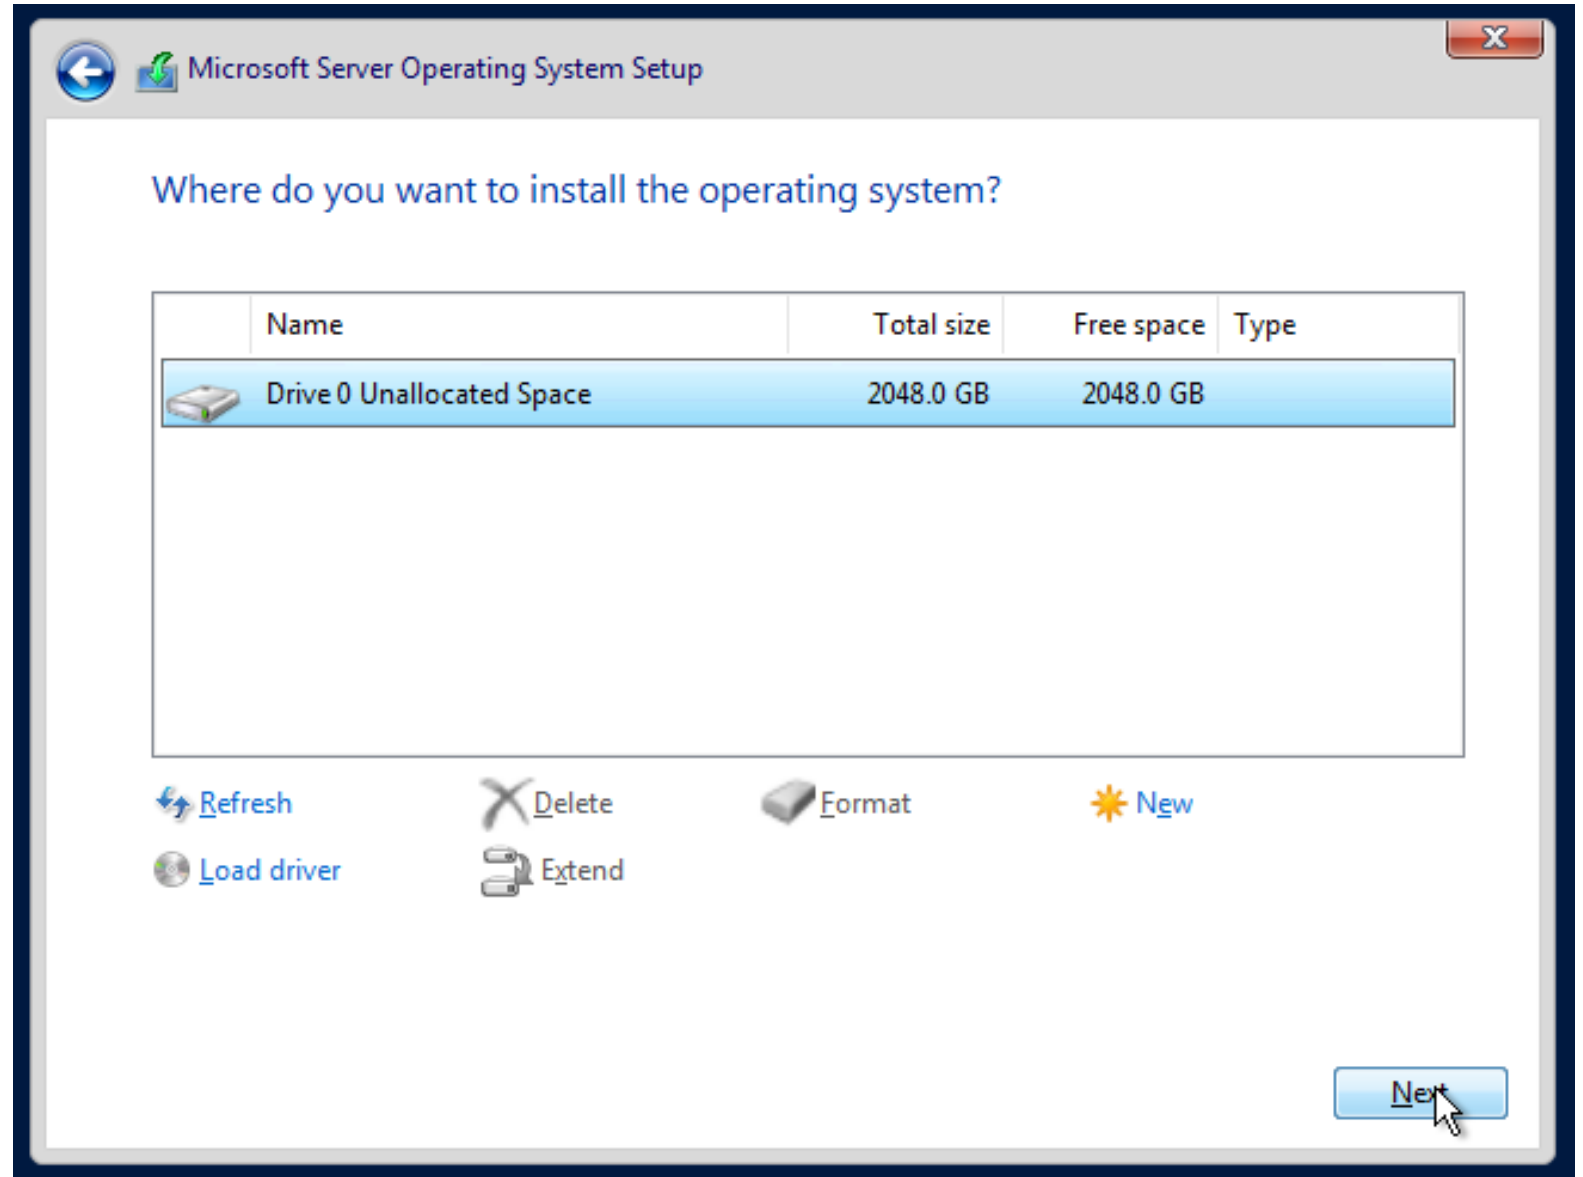 Microsoft Server Operating System Setup
Where do you want to install the operating system?
Name Total size Free space Type
Drive 0 Unallocated Space 2048.0 GB 2048.0 GB
Refresh Delete Format New
Load driver Extend
Next